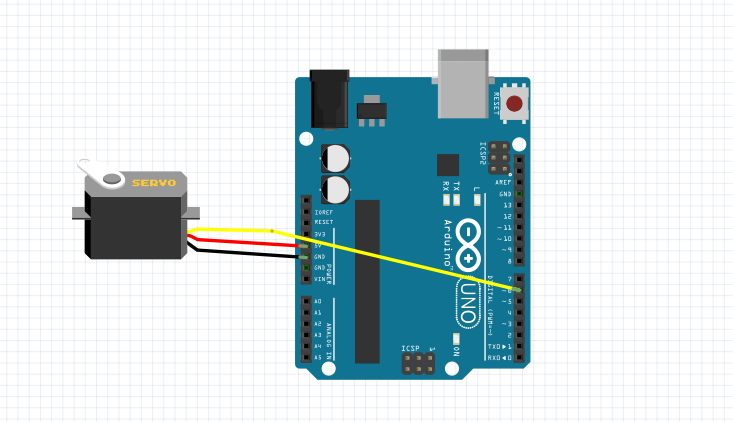 SERVO
RESET
ICSP2
IOREF
RESET
3V3
5V
GND
GND
VIN
POWER
A0
A1
A2
A3
A4
A5
ANALOG IN
RX
TX
L
Arduino™
UNO
ON
ICSP
1
AREF
GND
13
12
~11
~10
~9
8
7
~6
~5
4
~3
2
TXD▶1
RXD◀0
DIGITAL (PWM~)